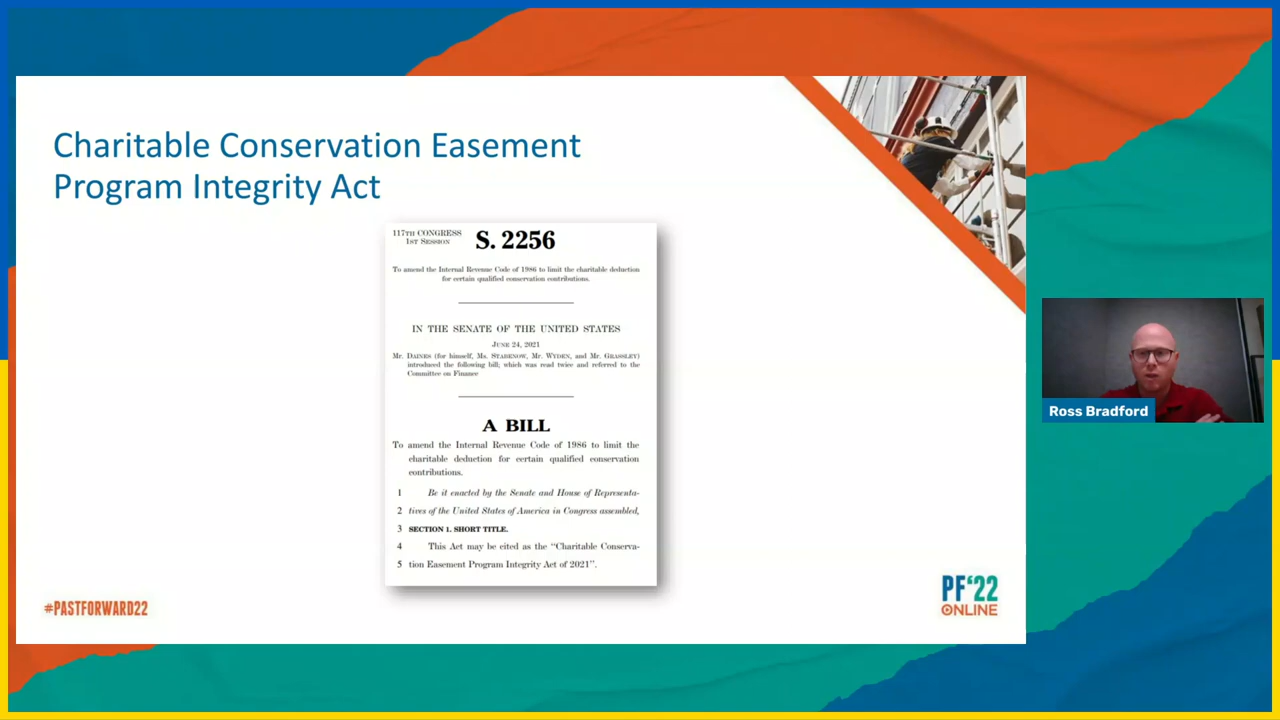 Charitable Conservation Easement
Program Integrity Act
117TH CONGRESS
1ST SESSION
S. 2256
To amend the Internal Revenue Code of 1986 to limit the charitable deduction
for certain qualified conservation contributions.
IN THE SENATE OF THE UNITED STATES
JUNE 24, 2021
Mr. DAINES (for himself, Ms. STABENOW, Mr. WYDEN, and Mr. GRASSLEY)
introduced the following bill; which was read twice and referred to the
Committee on Finance
A BILL
To amend the Internal Revenue Code of 1986 to limit the
charitable deduction for certain qualified conservation
contributions.
1 Be it enacted by the Senate and House of Representa-
2 tives of the United States of America in Congress assembled,
3 SECTION 1. SHORT TITLE.
4 This Act may be cited as the “Charitable Conserva-
5 tion Easement Program Integrity Act of 2021”.
#PASTFORWARD22
PF‘22
ONLINE
Ross Bradford